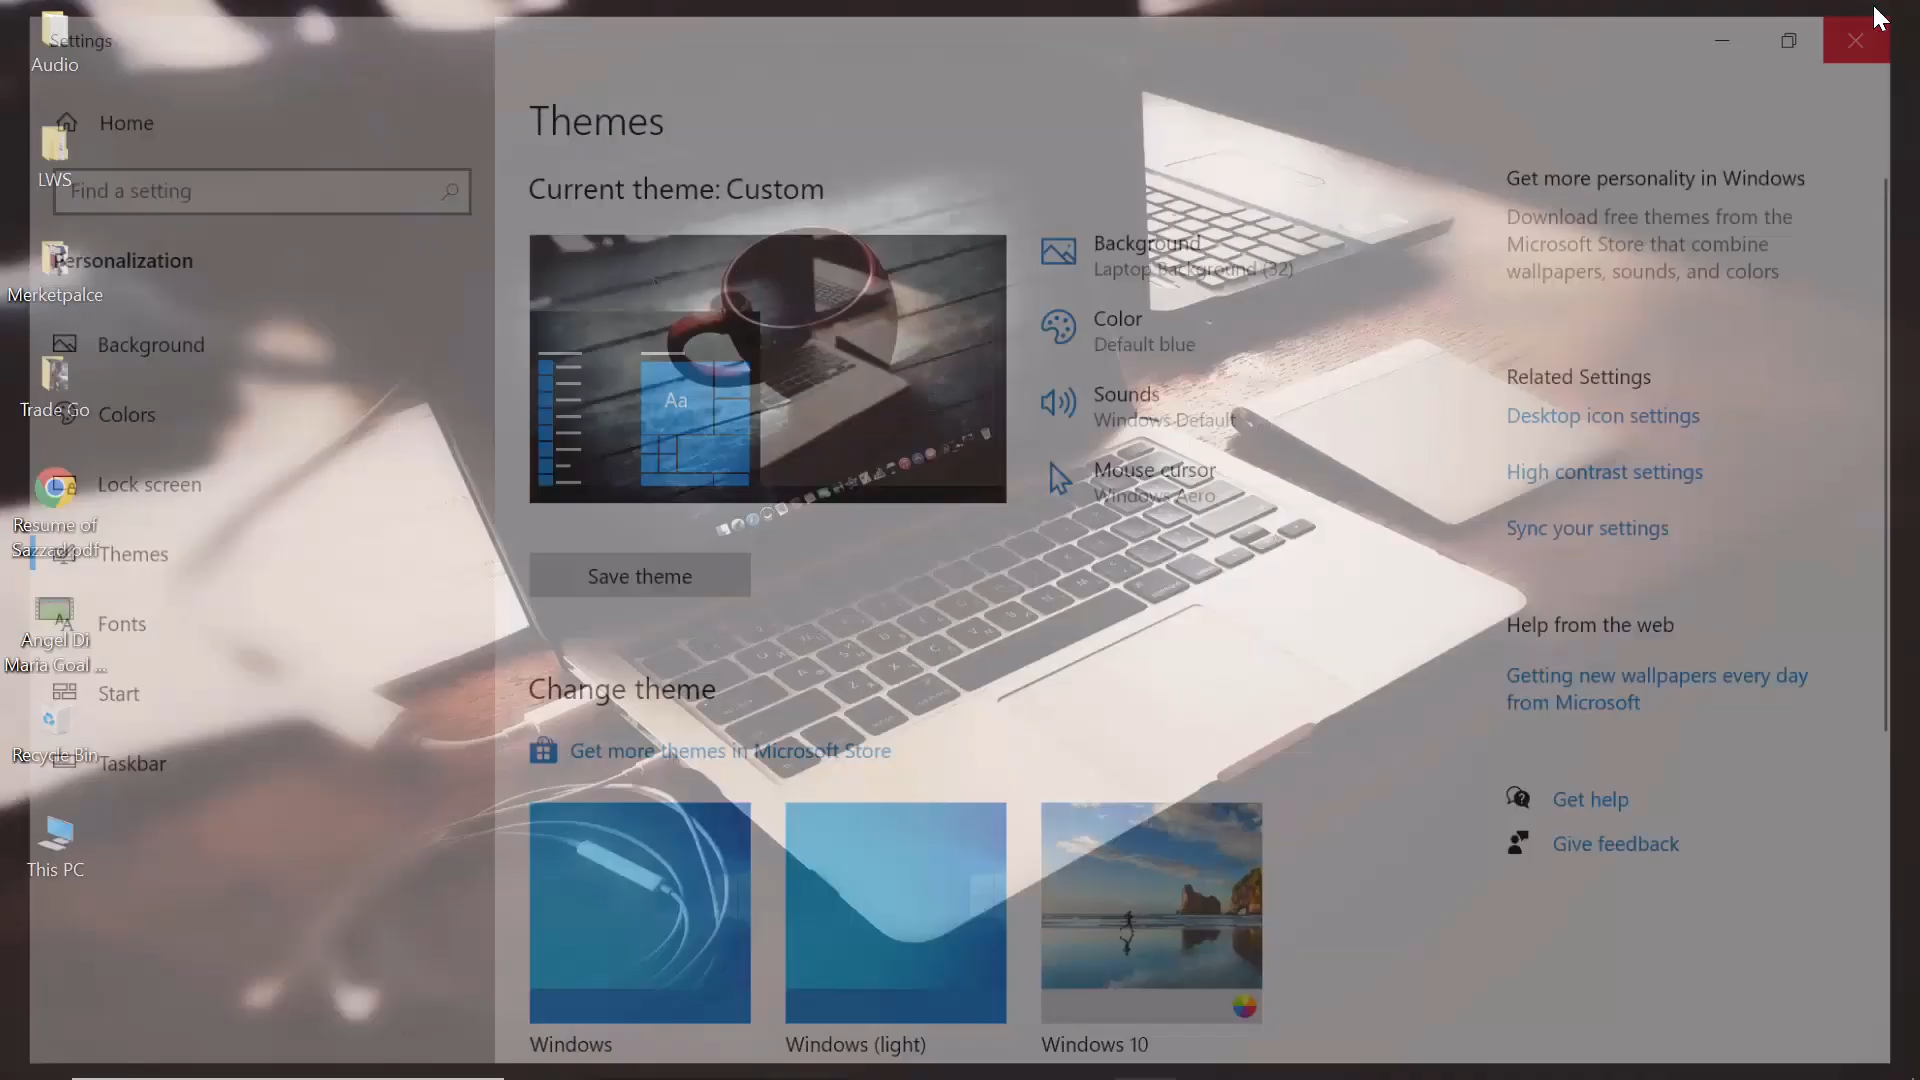 Settings
Audio
Home
LWS
Find a setting
Personalization
Merketpalce
Background
Trade Go
Colors
Lock screen
Resume of
Sazzad.pdf
Themes
Fonts
Angel Di
Maria Goal ...
Start
Recycle Bin
Taskbar
This PC
Themes
Current theme: Custom
Aa
Save theme
Background
Laptop Background (32)
Color
Default blue
Sounds
Windows Default
Mouse cursor
Windows Aero
Change theme
Get more themes in Microsoft Store
Windows
Windows (light)
Windows 10
Get more personality in Windows
Download free themes from the
Microsoft Store that combine
wallpapers, sounds, and colors
Related Settings
Desktop icon settings
High contrast settings
Sync your settings
Help from the web
Getting new wallpapers every day
from Microsoft
Get help
Give feedback